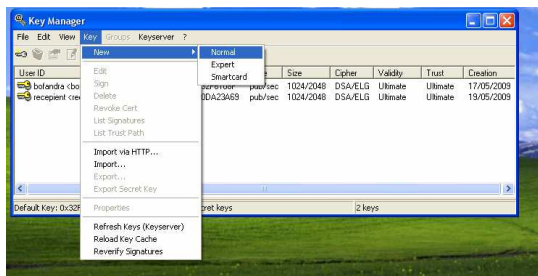 Key Manager
File Edit View Key Groups Keyserver ?
New Normal
Expert
Smartcard
User ID Size Cipher Validity Trust Creation
bolanda <bo pub/sec 1024/2048 DSA/ELG Ultimate Ultimate 17/05/2009
recepient <rec 0DA23A69 pub/sec 1024/2048 DSA/ELG Ultimate Ultimate 19/05/2009
Edit
Sign
Delete
Revoke Cert
List Signatures
List Trust Path
Import via HTTP...
Import...
Export...
Export Secret Key
Properties
Refresh Keys (Keyserver)
Reload Key Cache
Reverify Signatures
Default Key: 0x32F cret keys 2 keys